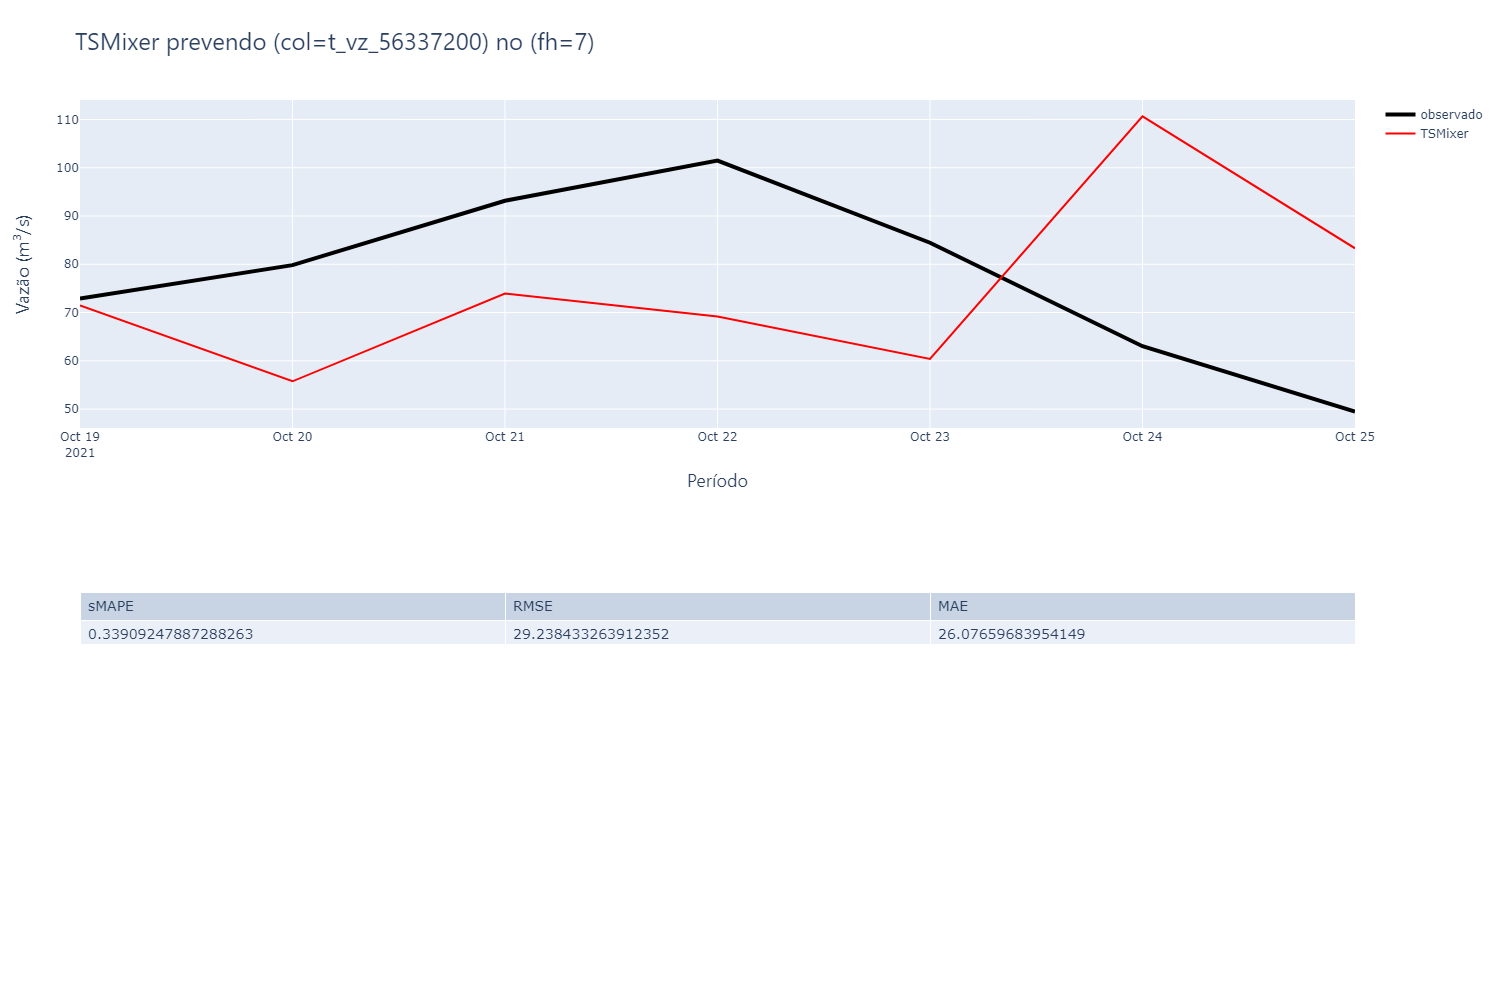 TSMixer prevendo (col=t_vz_56337200) no (fh=7)
observado
TSMixer
Vazão (m³/s)
110
100
90
80
70
60
50
Oct 19 Oct 20 Oct 21 Oct 22 Oct 23 Oct 24 Oct 25
2021
Período
sMAPE RMSE MAE
0.33909247887288263 29.238433263912352 26.07659683954149